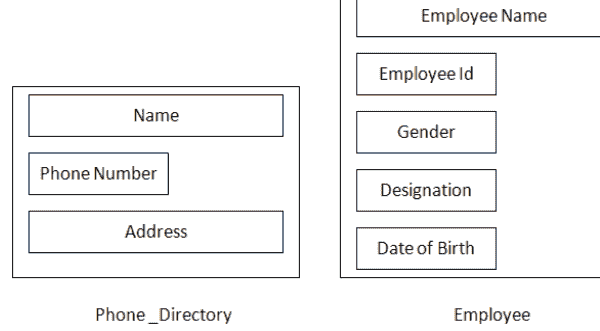 Name
Phone Number
Address
Phone _Directory
Employee Name
Employee Id
Gender
Designation
Date of Birth
Employee